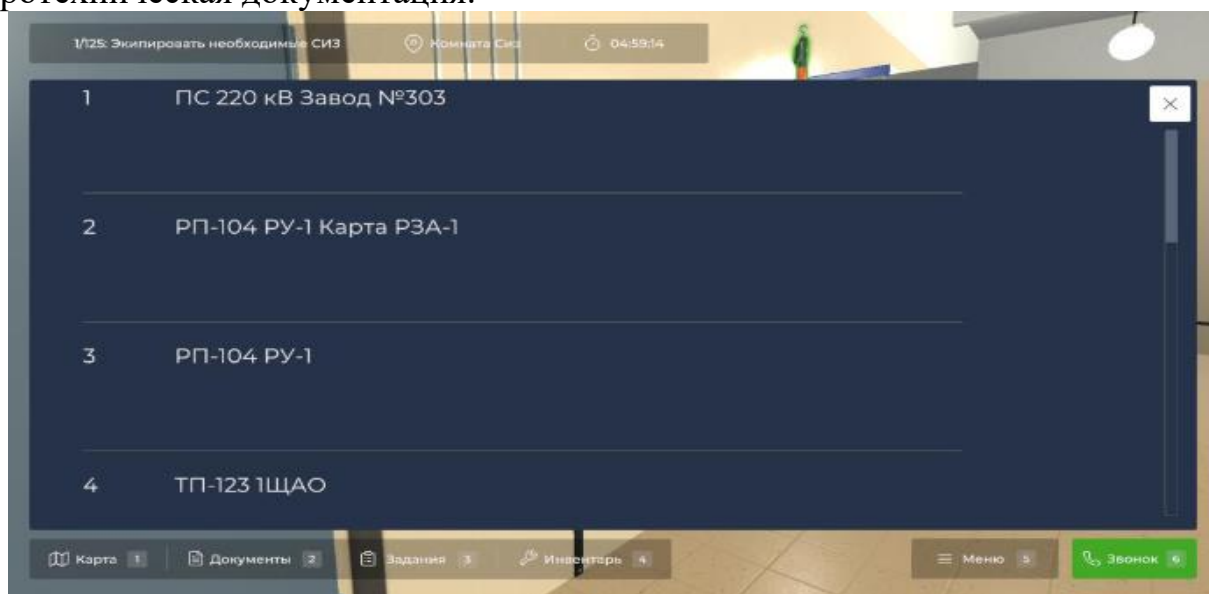 ротехническая документация.
1/125: Экипировать необходимые СИЗ Комната Сиз 04:59:14
1 ПС 220 кВ Завод №303
2 РП-104 РУ-1 Карта РЗА-1
3 РП-104 РУ-1
4 ТП-123 1ЩАО
Карта 1 Документы 2 Задания 3 Инвентарь 4 Меню 5 Звонок 6